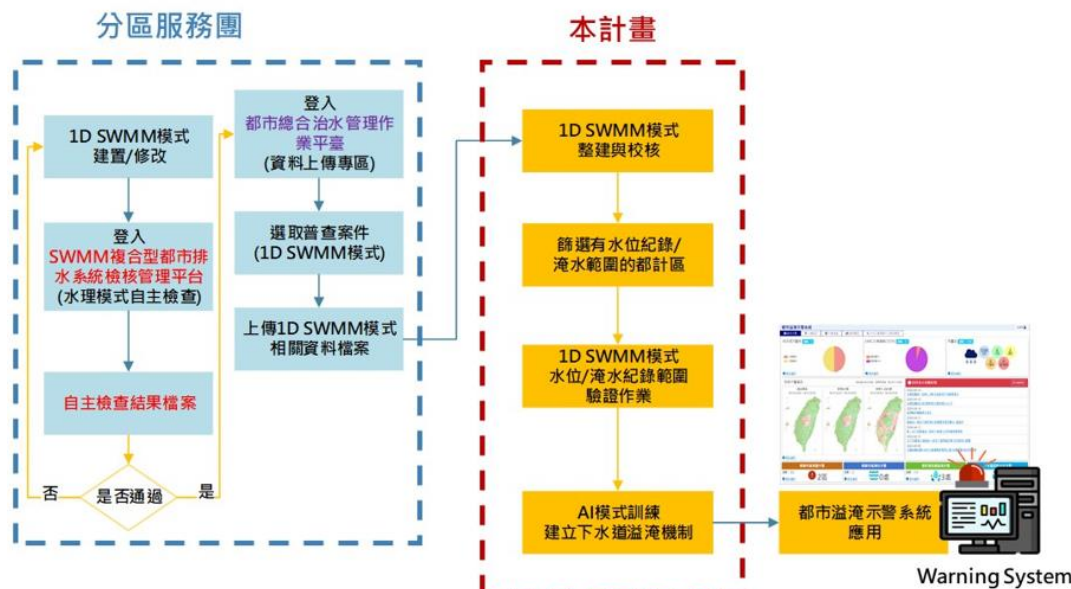 分區服務團
1D SWMM模式
建置/修改
登入
SWMM複合型都市排
水系統檢核管理平台
(水理模式自主檢查)
自主檢查結果檔案
是否通過
否
是
登入
都市總合治水管理作
業平臺
(資料上傳專區)
選取普查案件
(1D SWMM模式)
上傳1D SWMM模式
相關資料檔案
本計畫
1D SWMM模式
整建與校核
篩選有水位紀錄/
淹水範圍的都計區
1D SWMM模式
水位/淹水紀錄範圍
驗證作業
AI模式訓練
建立下水道溢淹機制
都市溢淹示警系統
都市溢淹示警系統
應用
Warning System